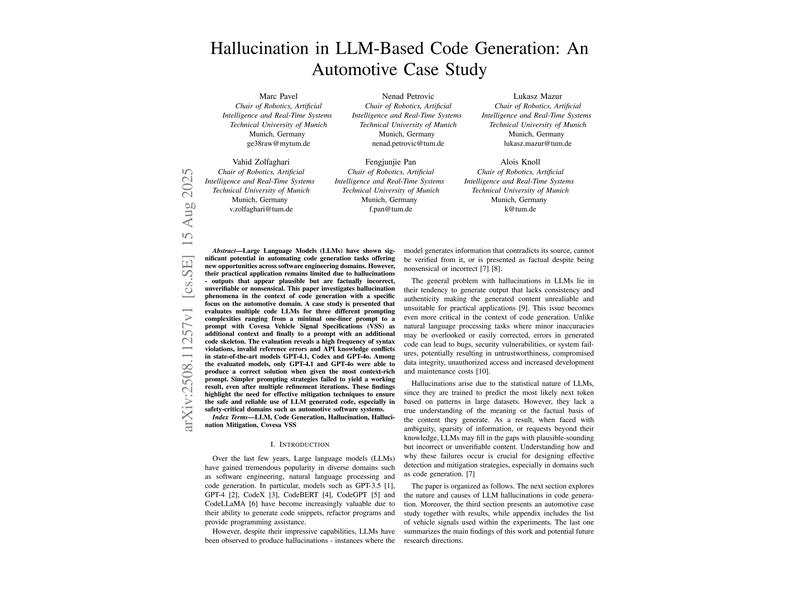 Hallucination in LLM-Based Code Generation: An
Automotive Case Study
Marc Pavel
Chair of Robotics, Artificial
Intelligence and Real-Time Systems
Technical University of Munich
Munich, Germany
ge38raw@mytum.de
Nenad Petrovic
Chair of Robotics, Artificial
Intelligence and Real-Time Systems
Technical University of Munich
Munich, Germany
nenad.petrovic@tum.de
Lukasz Mazur
Chair of Robotics, Artificial
Intelligence and Real-Time Systems
Technical University of Munich
Munich, Germany
lukasz.mazur@tum.de
Vahid Zolfaghari
Chair of Robotics, Artificial
Intelligence and Real-Time Systems
Technical University of Munich
Munich, Germany
v.zolfaghari@tum.de
Fengjunjie Pan
Chair of Robotics, Artificial
Intelligence and Real-Time Systems
Technical University of Munich
Munich, Germany
f.pan@tum.de
Alois Knoll
Chair of Robotics, Artificial
Intelligence and Real-Time Systems
Technical University of Munich
Munich, Germany
k@tum.de
arXiv:2508.11257v1 [cs.SE] 15 Aug 2025
Abstract—Large Language Models (LLMs) have shown sig-
nificant potential in automating code generation tasks offering
new opportunities across software engineering domains. However,
their practical application remains limited due to hallucinations
- outputs that appear plausible but are factually incorrect,
unverifiable or nonsensical. This paper investigates hallucination
phenomena in the context of code generation with a specific
focus on the automotive domain. A case study is presented that
evaluates multiple code LLMs for three different prompting
complexities ranging from a minimal one-liner prompt to a
prompt with Covesa Vehicle Signal Specifications (VSS) as
additional context and finally to a prompt with an additional
code skeleton. The evaluation reveals a high frequency of syntax
violations, invalid reference errors and API knowledge conflicts
in state-of-the-art models GPT-4.1, Codex and GPT-4o. Among
the evaluated models, only GPT-4.1 and GPT-4o were able to
produce a correct solution when given the most context-rich
prompt. Simpler prompting strategies failed to yield a working
result, even after multiple refinement iterations. These findings
highlight the need for effective mitigation techniques to ensure
the safe and reliable use of LLM generated code, especially in
safety-critical domains such as automotive software systems.
Index Terms—LLM, Code Generation, Hallucination, Halluci-
nation Mitigation, Covesa VSS
I. INTRODUCTION
Over the last few years, Large language models (LLMs)
have gained tremendous popularity in diverse domains such
as software engineering, natural language processing and
code generation. In particular, models such as GPT-3.5 [1],
GPT-4 [2], CodeX [3], CodeBERT [4], CodeGPT [5] and
CodeLLaMA [6] have become increasingly valuable due to
their ability to generate code snippets, refactor programs and
provide programming assistance.
However, despite their impressive capabilities, LLMs have
been observed to produce hallucinations - instances where the
model generates information that contradicts its source, cannot
be verified from it, or is presented as factual despite being
nonsensical or incorrect [7] [8].
The general problem with hallucinations in LLMs lie in
their tendency to generate output that lacks consistency and
authenticity making the generated content unreliable and
unsuitable for practical applications [9]. This issue becomes
even more critical in the context of code generation. Unlike
natural language processing tasks where minor inaccuracies
may be overlooked or easily corrected, errors in generated
code can lead to bugs, security vulnerabilities, or system fail-
ures, potentially resulting in untrustworthiness, compromised
data integrity, unauthorized access and increased development
and maintenance costs [10].
Hallucinations arise due to the statistical nature of LLMs,
since they are trained to predict the most likely next token
based on patterns in large datasets. However, they lack a
true understanding of the meaning or the factual basis of
the content they generate. As a result, when faced with
ambiguity, sparsity of information, or requests beyond their
knowledge, LLMs may fill in the gaps with plausible-sounding
but incorrect or unverifiable content. Understanding how and
why these failures occur is crucial for designing effective
detection and mitigation strategies, especially in domains such
as code generation. [7]
The paper is organized as follows. The next section explores
the nature and causes of LLM hallucinations in code genera-
tion. Moreover, the third section presents an automotive case
study together with results, while appendix includes the list
of vehicle signals used within the experiments. The last one
summarizes the main findings of this work and potential future
research directions.